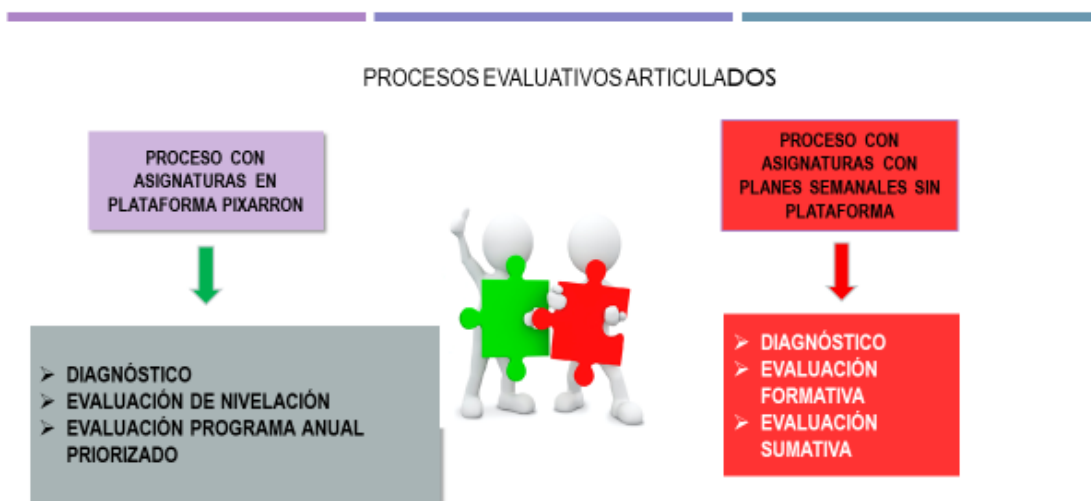 PROCESOS EVALUATIVOS ARTICULADOS
PROCESO CON
ASIGNATURAS EN
PLATAFORMA PIXARRON
➢ DIAGNÓSTICO
➢ EVALUACIÓN DE NIVELACIÓN
➢ EVALUACIÓN PROGRAMA ANUAL
PRIORIZADO
PROCESO CON
ASIGNATURAS CON
PLANES SEMANALES SIN
PLATAFORMA
➢ DIAGNÓSTICO
➢ EVALUACIÓN
FORMATIVA
➢ EVALUACIÓN
SUMATIVA